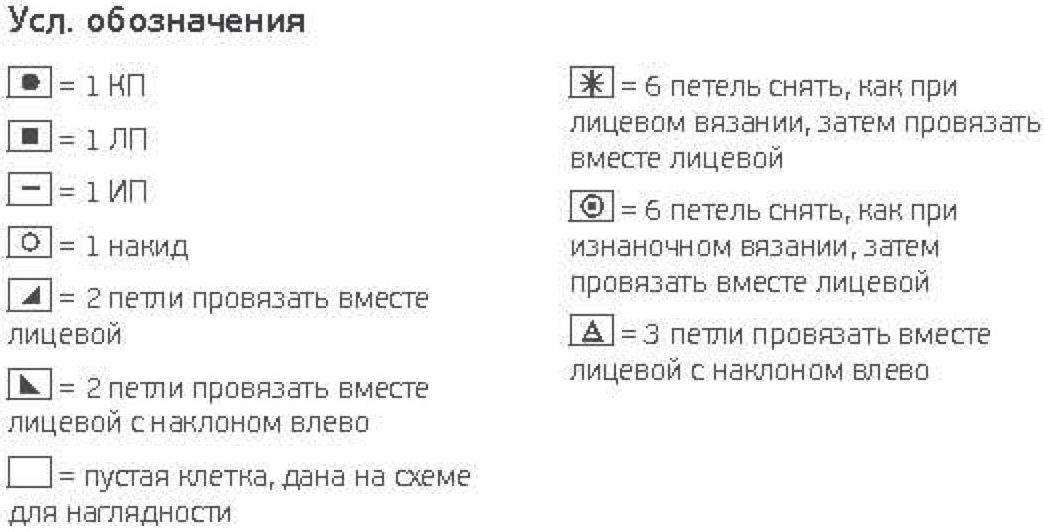 Усл. обозначения
= 1 КП
= 1 ЛП
= 1 ИП
= 1 накид
= 2 петли провязать вместе
лицевой
= 2 петли провязать вместе
лицевой с наклоном влево
= пустая клетка, дана на схеме
для наглядности
= 6 петель снять, как при
лицевом вязании, затем провязать
вместе лицевой
= 6 петель снять, как при
изнаночном вязании, затем
провязать вместе лицевой
= 3 петли провязать вместе
лицевой с наклоном влево